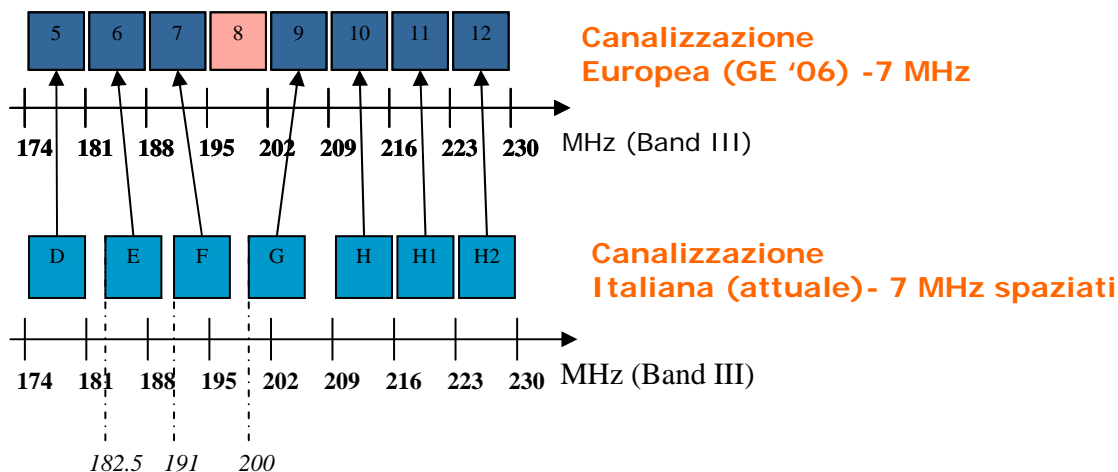 5 6 7 8 9 10 11 12
Canalizzazione
Europea (GE ‘06) -7 MHz
174 181 188 195 202 209 216 223 230 MHz (Band III)
D E F G H H1 H2
Canalizzazione
Italiana (attuale)- 7 MHz spaziati
174 181 188 195 202 209 216 223 230 MHz (Band III)
182.5 191 200